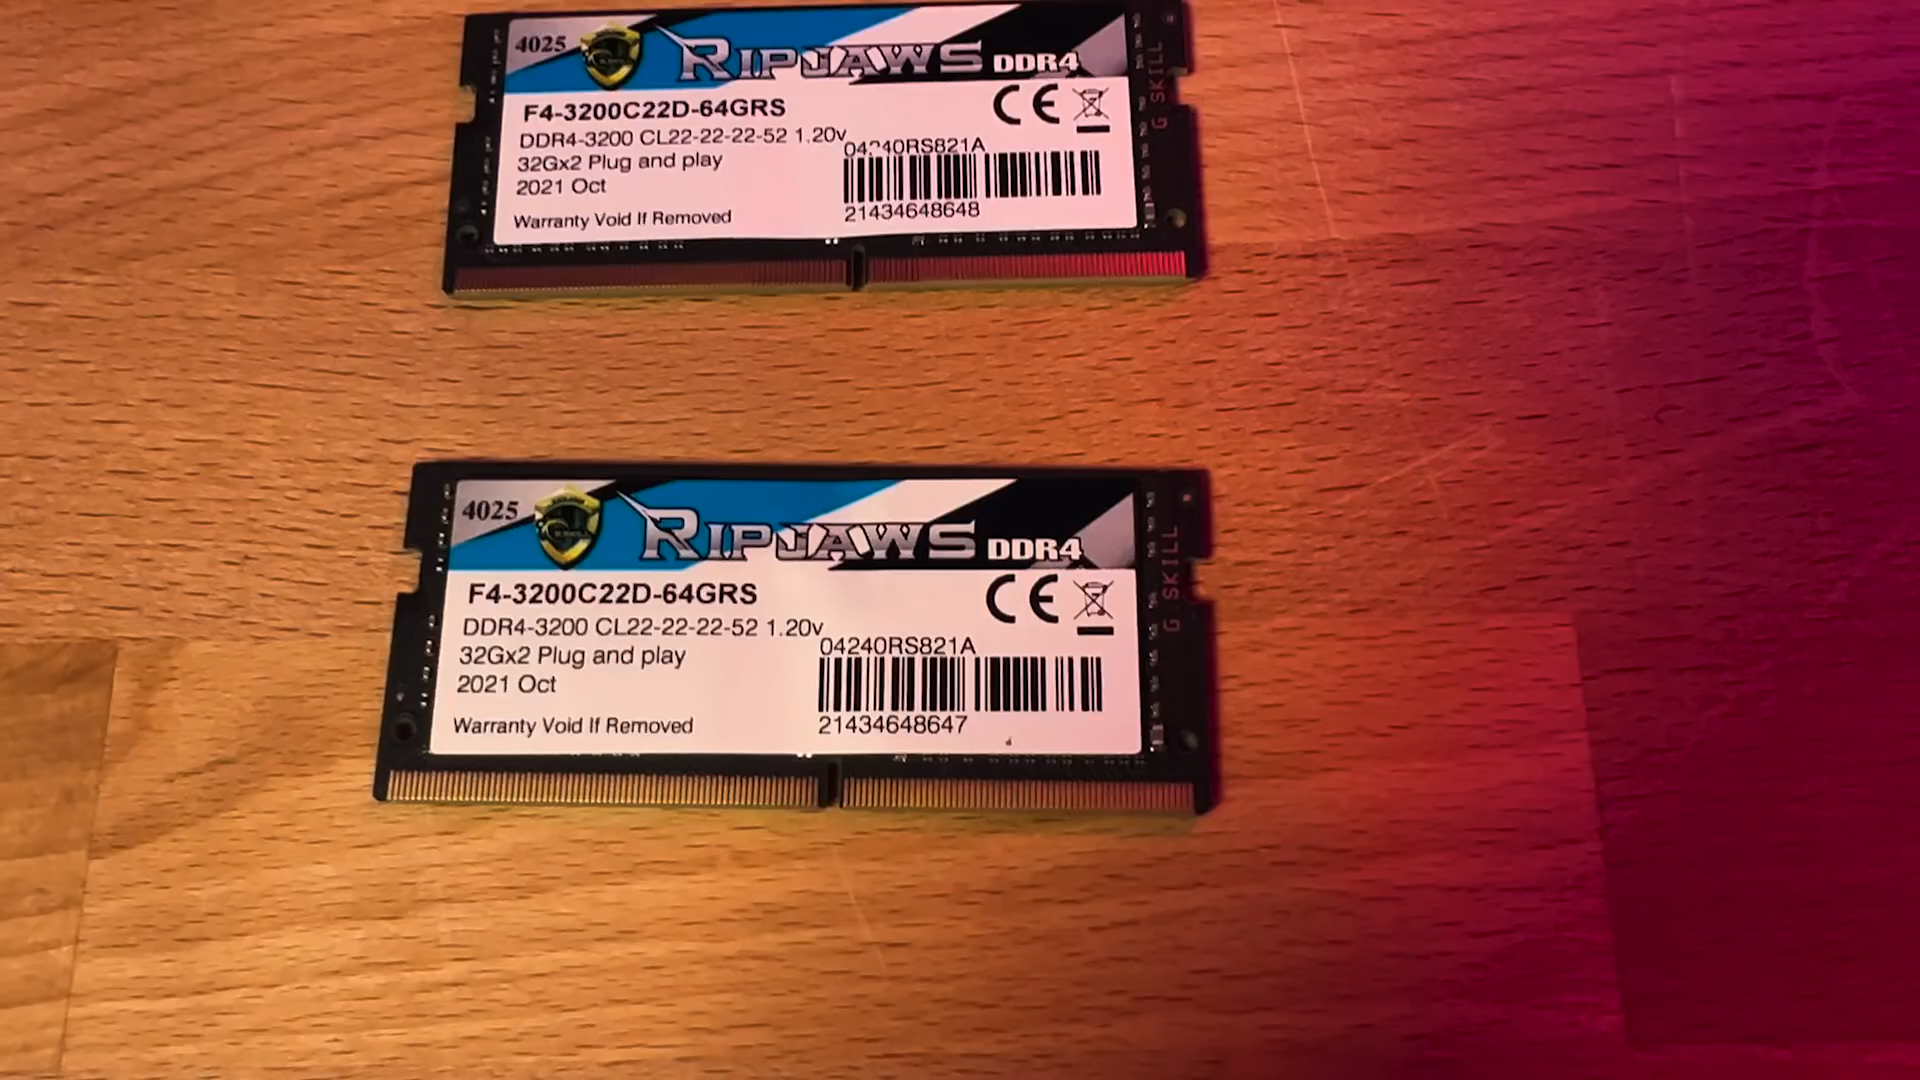 4025
RIPJAWS DDR4
F4-3200C22D-64GRS
DDR4-3200 CL22-22-22-52 1.20v
32Gx2 Plug and play
2021 Oct
Warranty Void If Removed
21434648648
CE
G SKILL
4025
RIPJAWS DDR4
F4-3200C22D-64GRS
DDR4-3200 CL22-22-22-52 1.20v
32Gx2 Plug and play
2021 Oct
Warranty Void If Removed
04240RS821A
21434648647
CE
G SKILL